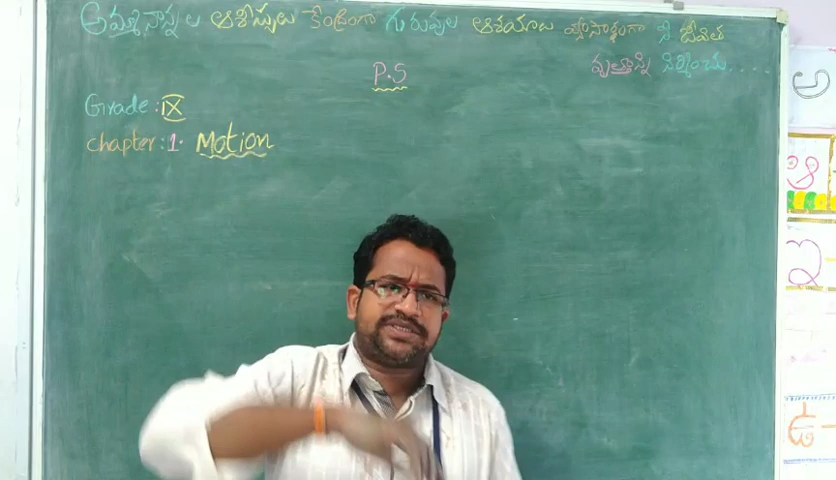 అమ్మానాన్నల ఆశీస్సులు కేంద్రంగా గురువుల ఆశయాలు వ్యాసార్థంగా నీ జీవిత
వృత్తాన్ని నిర్మించు....
P.S
Grade : IX
chapter : 1. Motion
అ
ఆ
ఇ
ఉ -